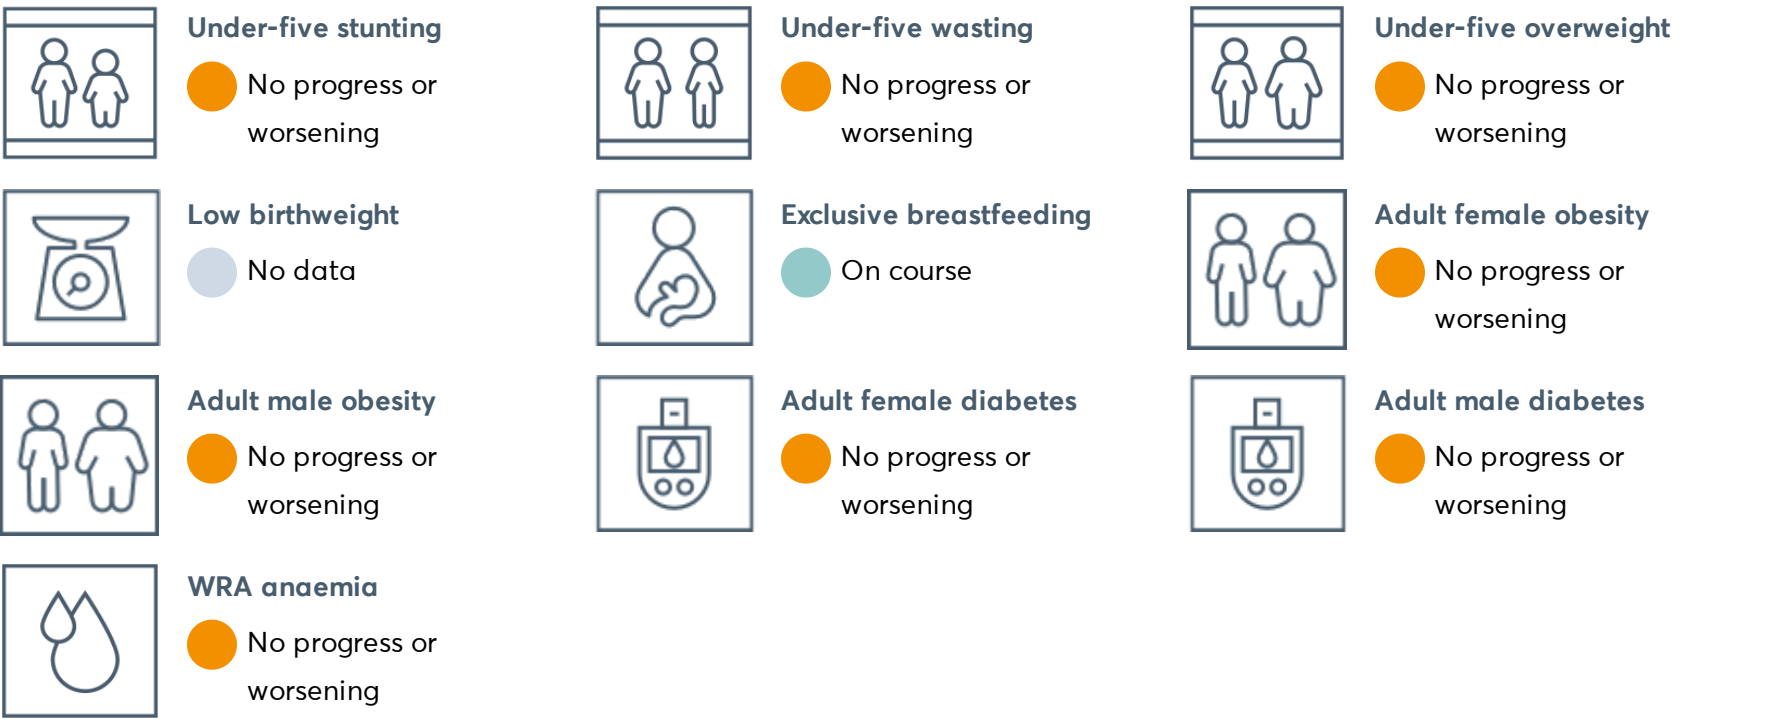 Under-five stunting
No progress or
worsening
Under-five wasting
No progress or
worsening
Under-five overweight
No progress or
worsening
Low birthweight
No data
Exclusive breastfeeding
On course
Adult female obesity
No progress or
worsening
Adult male obesity
No progress or
worsening
Adult female diabetes
No progress or
worsening
Adult male diabetes
No progress or
worsening
WRA anaemia
No progress or
worsening